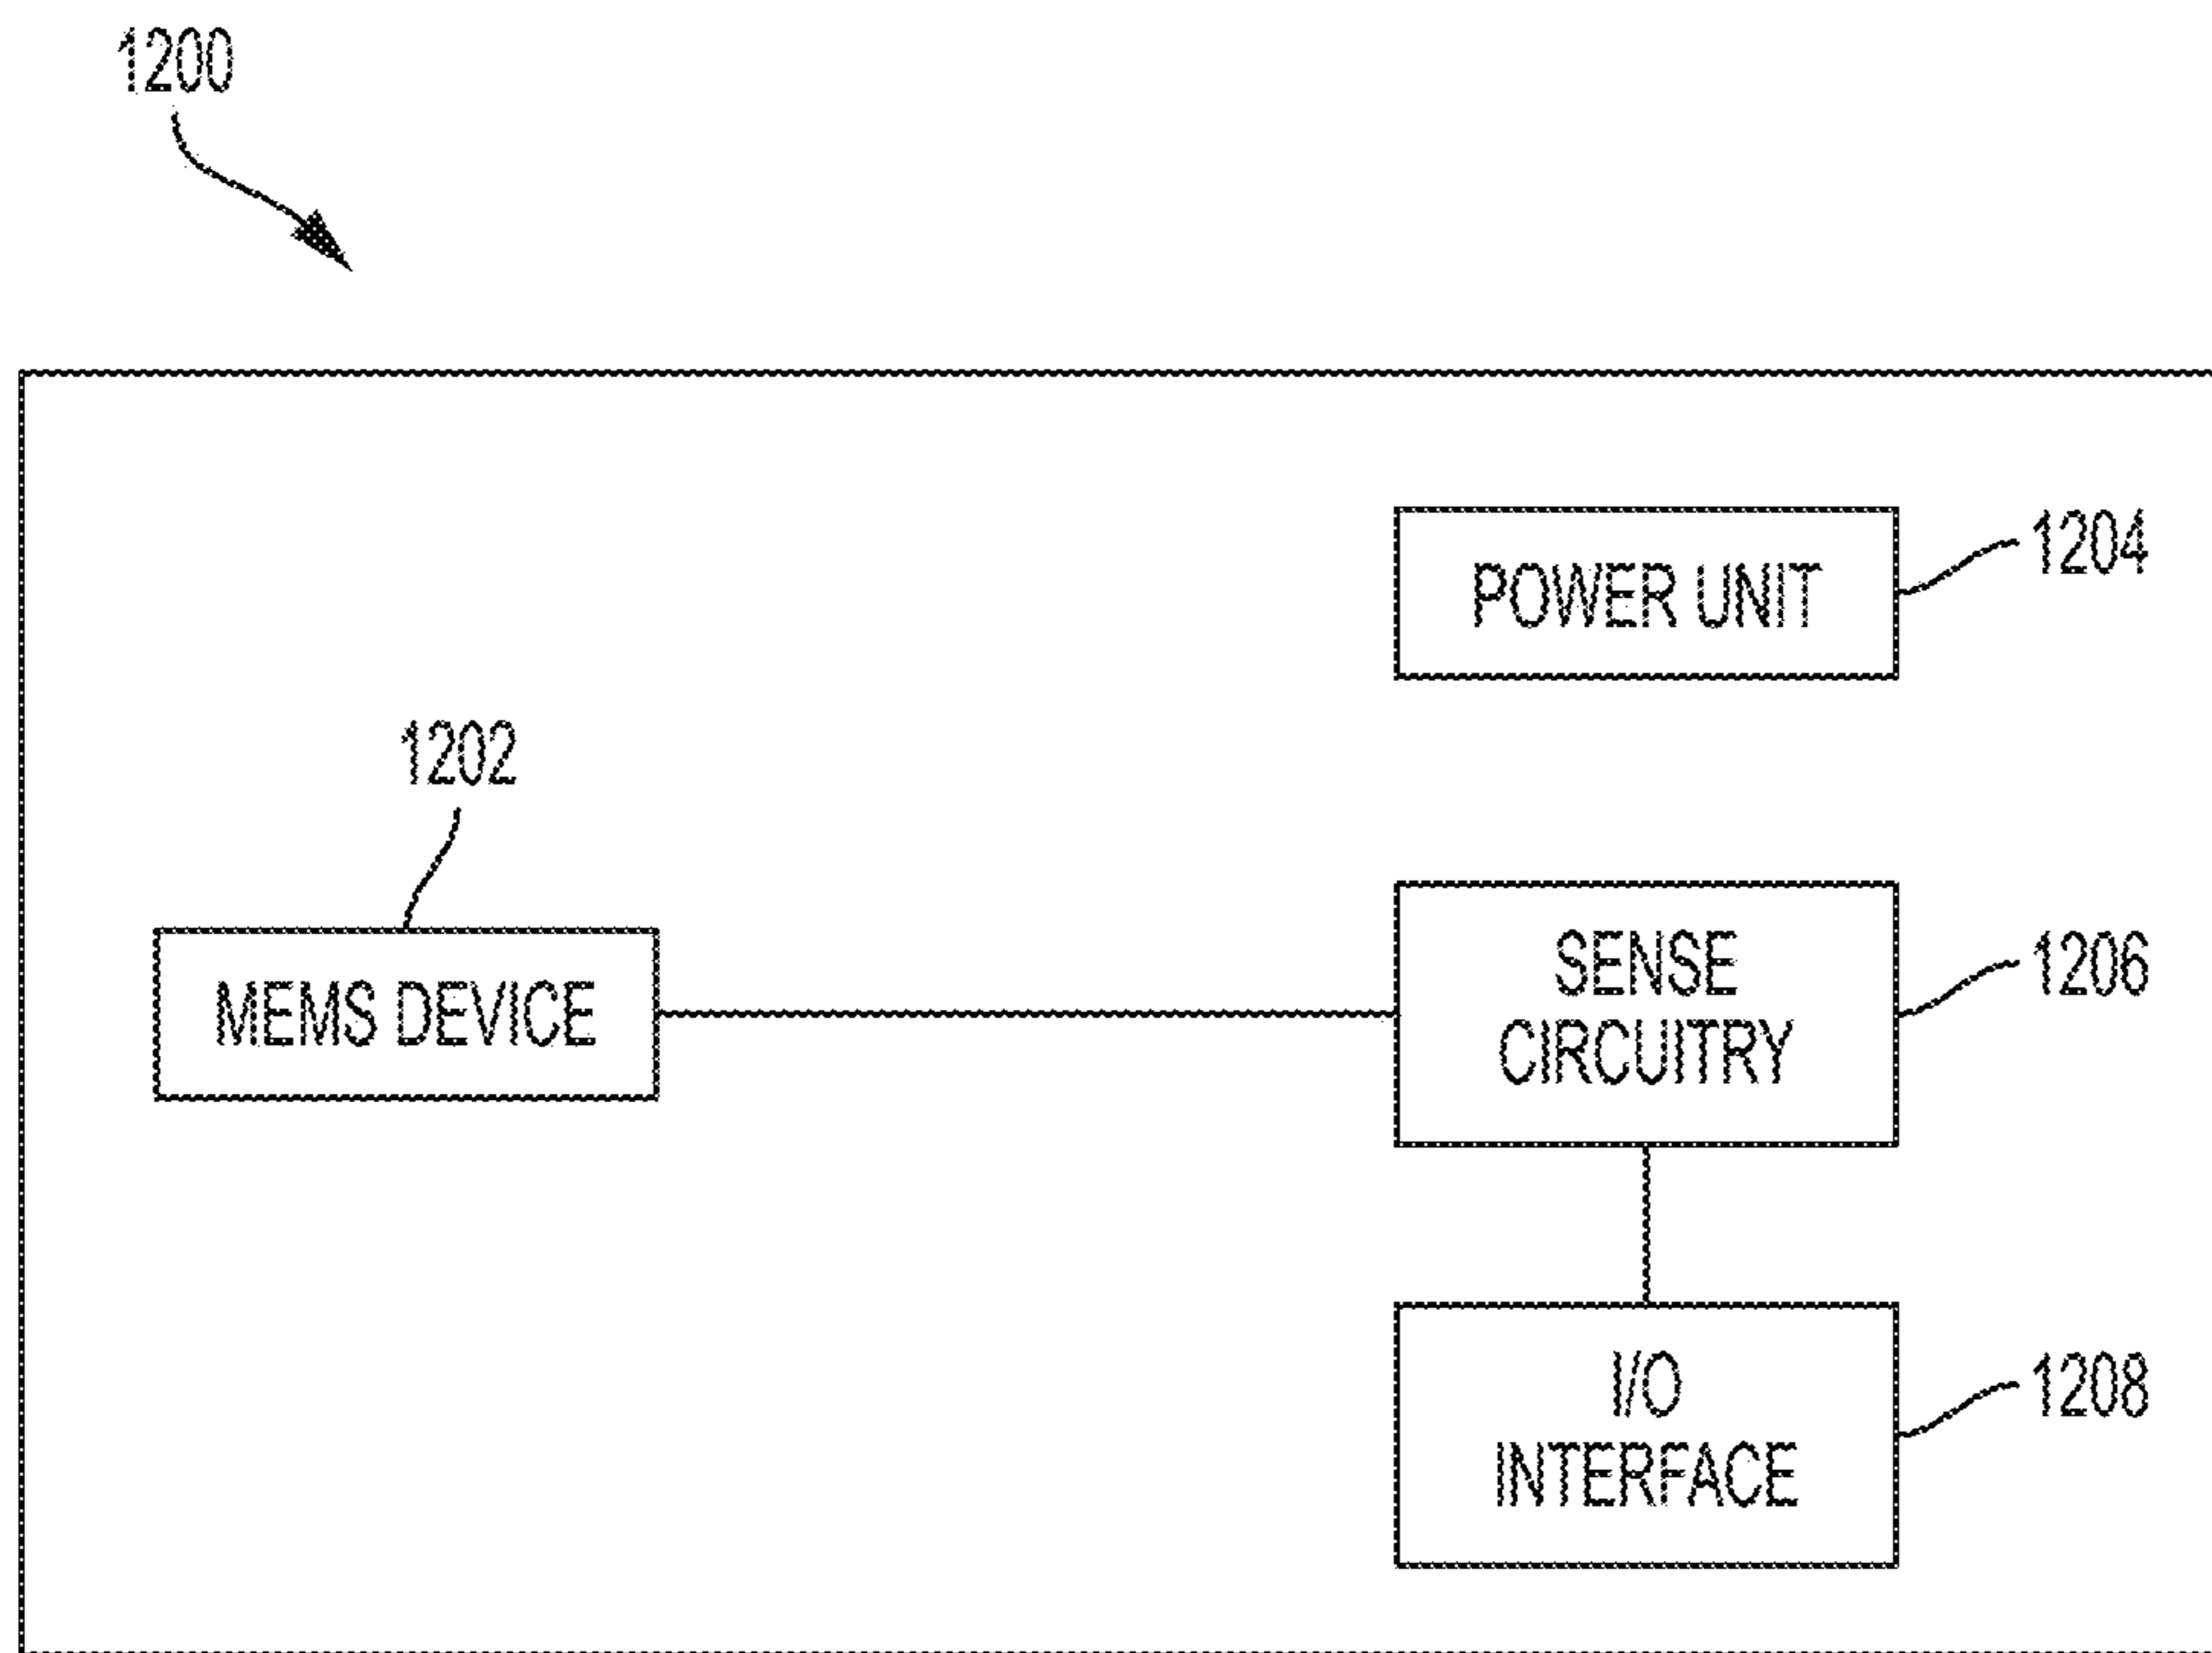 1200
POWER UNIT
1204
1202
MEMS DEVICE
SENSE
CIRCUITRY
1206
I/O
INTERFACE
1208